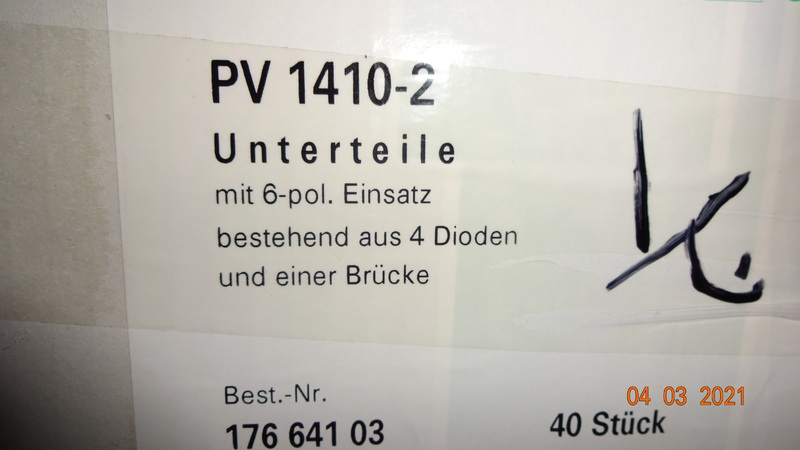 PV 1410-2
Unterteile
mit 6-pol. Einsatz
bestehend aus 4 Dioden
und einer Brücke
Best.-Nr.
176 641 03
40 Stück
04 03 2021